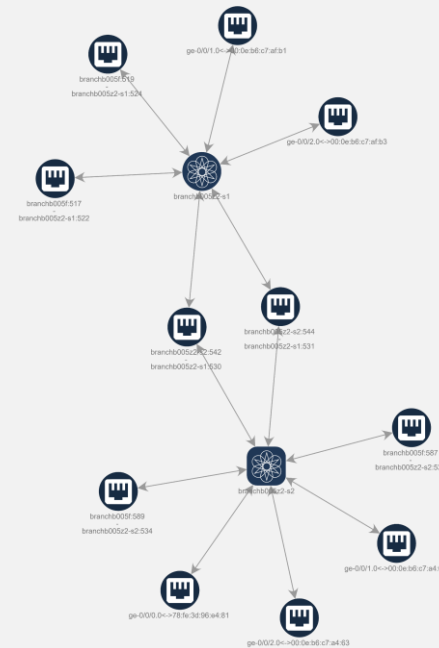 ge-0/0/1.0<->00:0e:b6:c7:af:b1
branchb005f:519
-
branchb005z2-s1:524
ge-0/0/2.0<->00:0e:b6:c7:af:b3
branchb005z2-s1
branchb005f:517
-
branchb005z2-s1:522
branchb005z2-s2:544
-
branchb005z2-s1:531
branchb005z2-s2:542
-
branchb005z2-s1:530
branchb005f:587
-
branchb005z2-s2:53
branchb005z2-s2
branchb005f:589
-
branchb005z2-s2:534
ge-0/0/1.0<->00:0e:b6:c7:a4:
ge-0/0/0.0<->78:fe:3d:96:e4:81
ge-0/0/2.0<->00:0e:b6:c7:a4:63